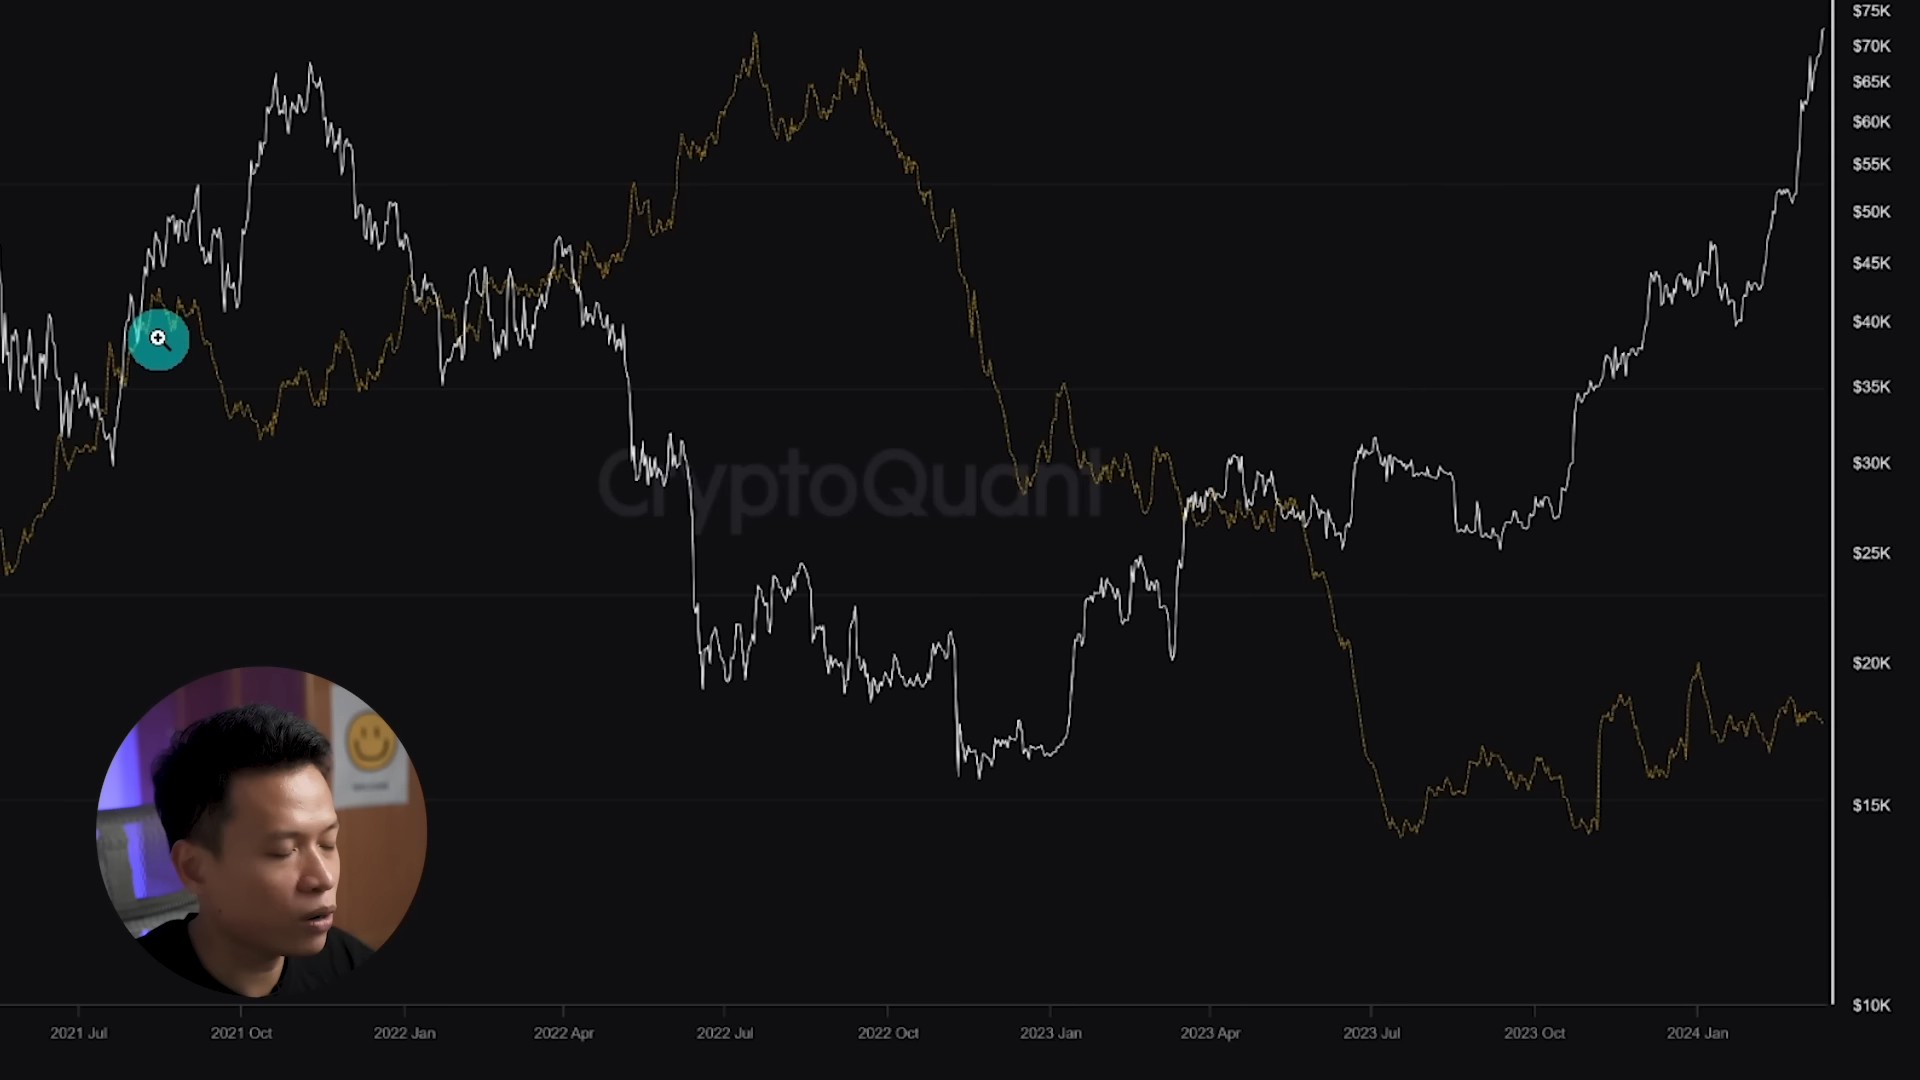 $75K
$70K
$65K
$60K
$55K
$50K
$45K
$40K
$35K
$30K
$25K
$20K
$15K
$10K
CryptoQuant
2021 Jul
2021 Oct
2022 Jan
2022 Apr
2022 Jul
2022 Oct
2023 Jan
2023 Apr
2023 Jul
2023 Oct
2024 Jan